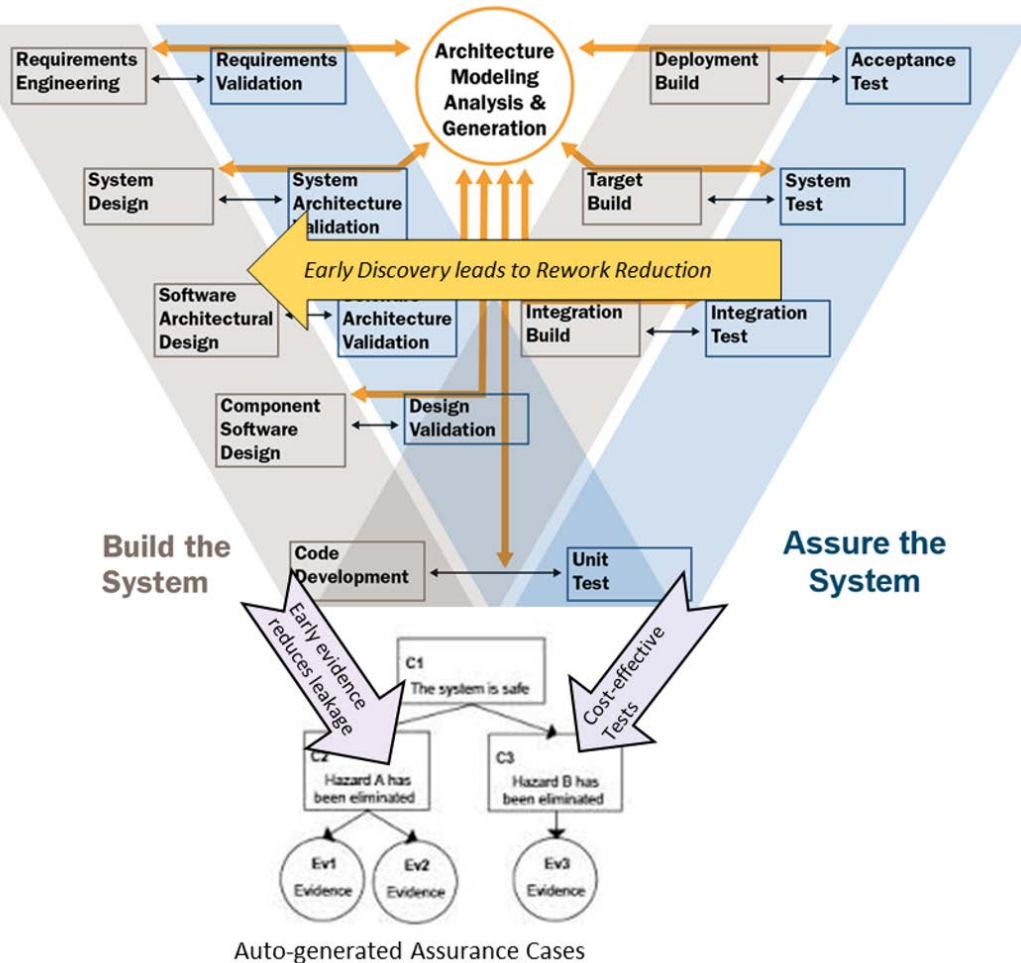 Requirements
Engineering
Requirements
Validation
Architecture
Modeling
Analysis &
Generation
Deployment
Build
Acceptance
Test
System
Design
System
Architecture
Validation
Target
Build
System
Test
Early Discovery leads to Rework Reduction
Software
Architectural
Design
Software
Architecture
Validation
Integration
Build
Integration
Test
Component
Software
Design
Design
Validation
Build the
System
Assure the
System
Code
Development
Unit
Test
Early evidence
reduces leakage
Cost-effective
Tests
C1
The system is safe
C2
Hazard A has
been eliminated
C3
Hazard B has
been eliminated
Ev1
Evidence
Ev2
Evidence
Ev3
Evidence
Auto-generated Assurance Cases